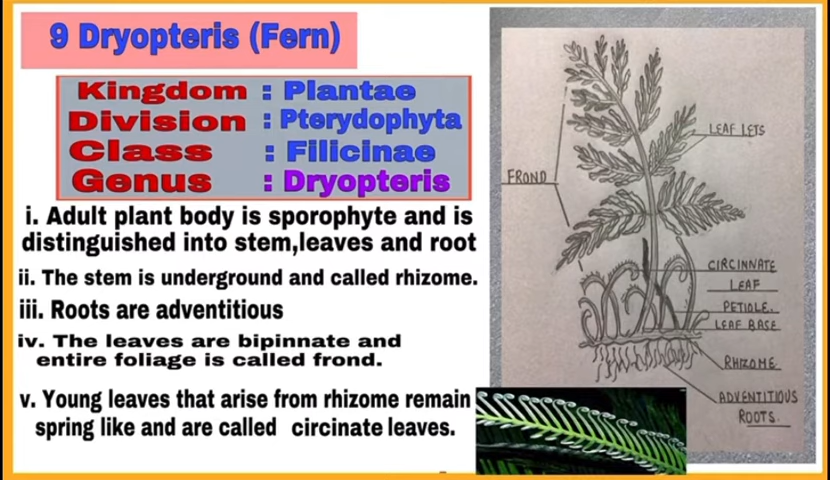 9 Dryopteris (Fern)
Kingdom : Plantae
Division : Pterydophyta
Class : Filicinae
Genus : Dryopteris
i. Adult plant body is sporophyte and is
distinguished into stem,leaves and root
ii. The stem is underground and called rhizome.
iii. Roots are adventitious
iv. The leaves are bipinnate and
entire foliage is called frond.
v. Young leaves that arise from rhizome remain
spring like and are called circinate leaves.
LEAF LETS
FROND
CIRCINNATE
LEAF
PETIOLE.
LEAF BASE
RHIZOME
ADVENTITIOUS
ROOTS.